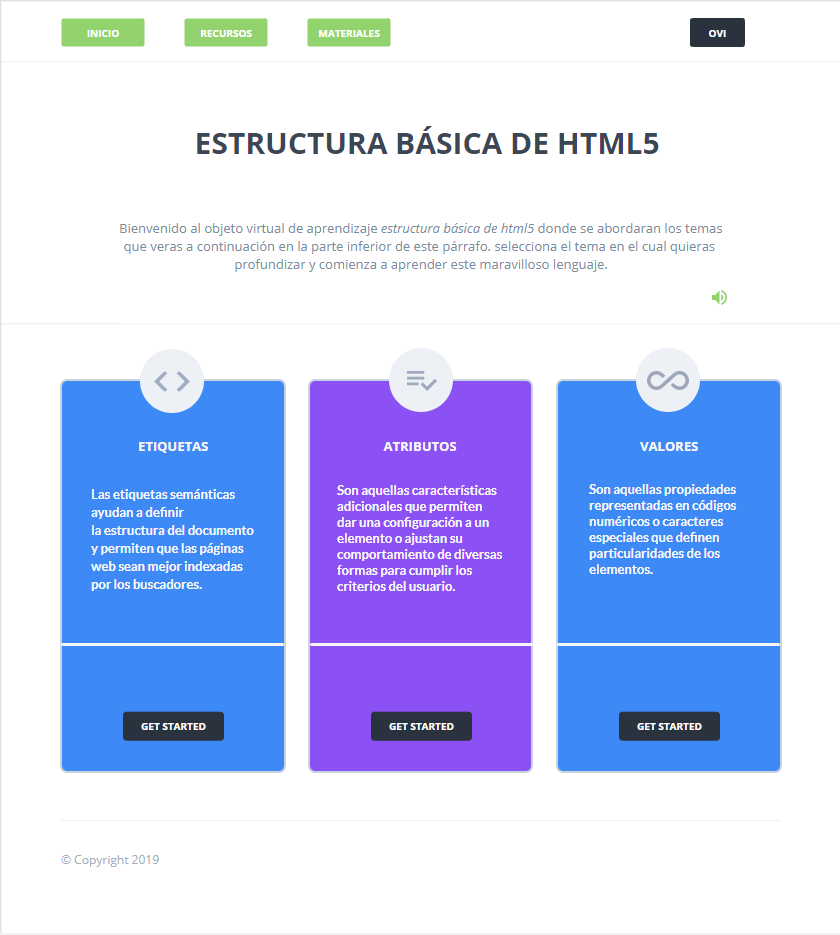 INICIO RECURSOS MATERIALES OVI
ESTRUCTURA BÁSICA DE HTML5
Bienvenido al objeto virtual de aprendizaje estructura básica de html5 donde se abordaran los temas
que veras a continuación en la parte inferior de este párrafo. selecciona el tema en el cual quieras
profundizar y comienza a aprender este maravilloso lenguaje.
ETIQUETAS
Las etiquetas semánticas
ayudan a definir
la estructura del documento
y permiten que las páginas
web sean mejor indexadas
por los buscadores.
GET STARTED
ATRIBUTOS
Son aquellas características
adicionales que permiten
dar una configuración a un
elemento o ajustan su
comportamiento de diversas
formas para cumplir los
criterios del usuario.
GET STARTED
VALORES
Son aquellas propiedades
representadas en códigos
numéricos o caracteres
especiales que definen
particularidades de los
elementos.
GET STARTED
© Copyright 2019